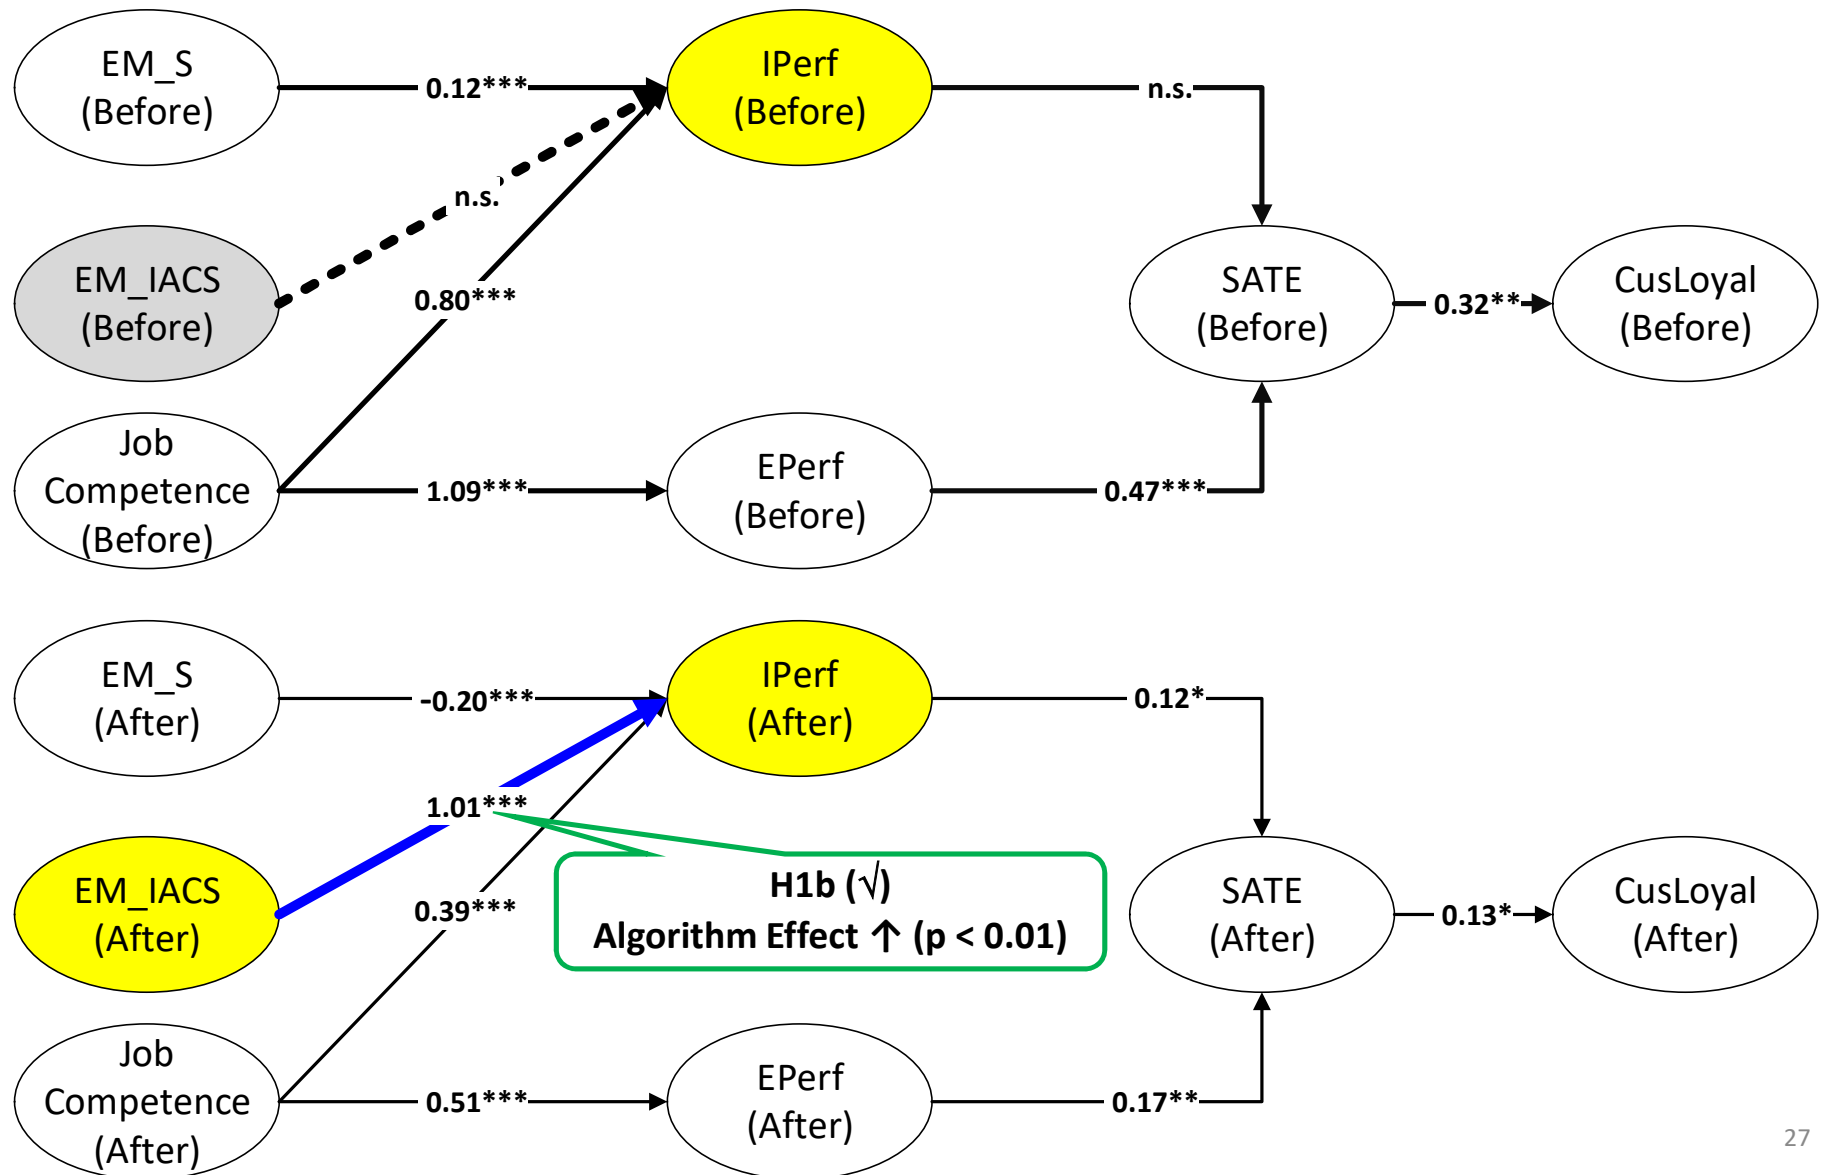 EM_S
(Before)
0.12***
IPerf
(Before)
n.s.
n.s.
EM_IACS
(Before)
0.80***
SATE
(Before)
0.32**
CusLoyal
(Before)
Job
Competence
(Before)
1.09***
EPerf
(Before)
0.47***
EM_S
(After)
-0.20***
IPerf
(After)
0.12*
1.01***
EM_IACS
(After)
0.39***
H1b (√)
Algorithm Effect ↑ (p < 0.01)
SATE
(After)
0.13*
CusLoyal
(After)
Job
Competence
(After)
0.51***
EPerf
(After)
0.17**
27